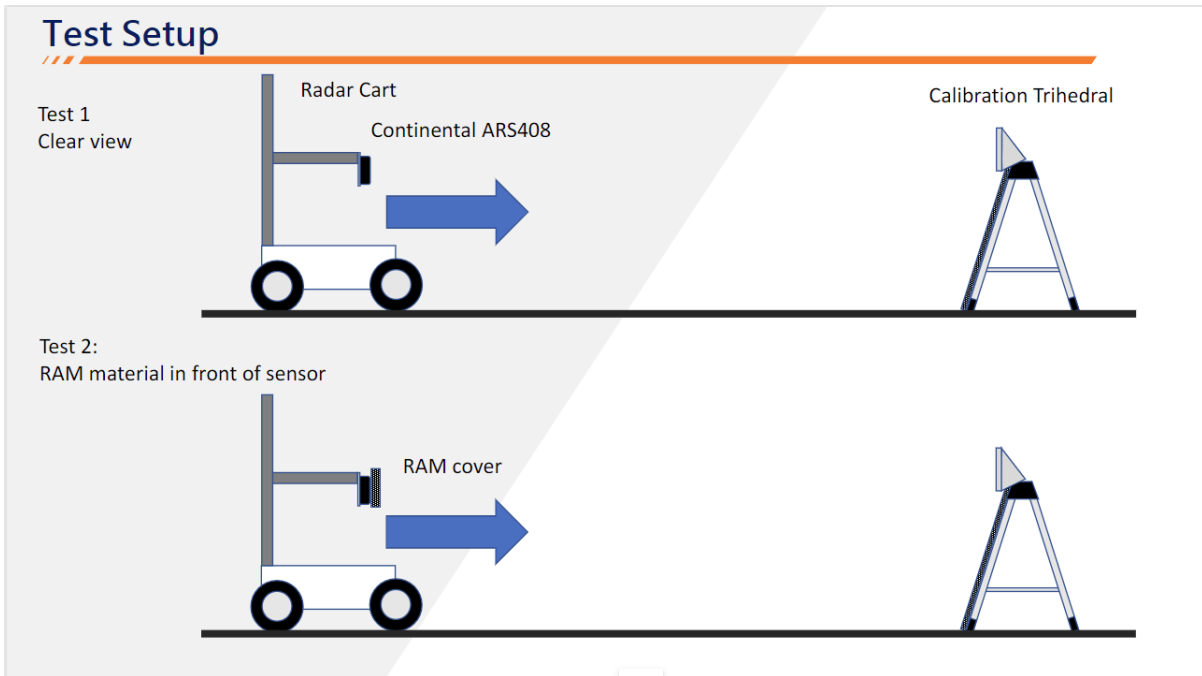 Test Setup
Radar Cart
Calibration Trihedral
Test 1
Clear view
Continental ARS408
Test 2:
RAM material in front of sensor
RAM cover